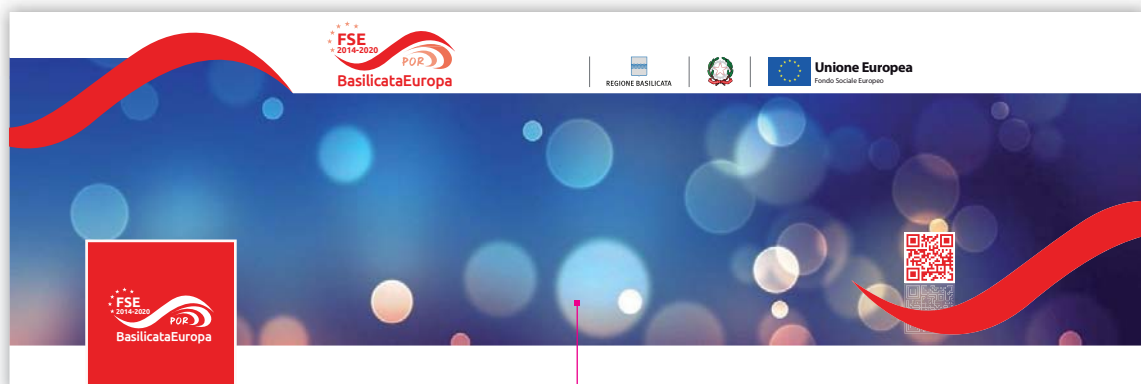 FSE
2014-2020
POR
BasilicataEuropa
REGIONE BASILICATA
Unione Europea
Fondo Sociale Europeo
FSE
2014-2020
POR
BasilicataEuropa